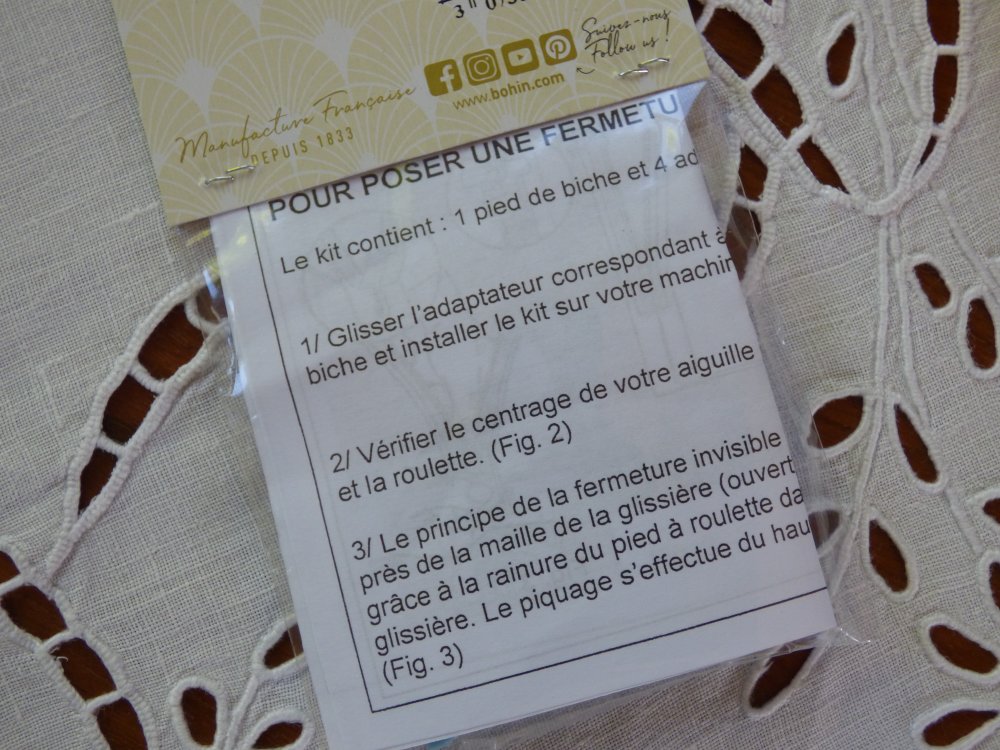 Suivez-nous
Follow us !
www.bohin.com
Manufacture Française
DEPUIS 1833
POUR POSER UNE FERMETU
Le kit contient : 1 pied de biche et 4 ad
1/ Glisser l'adaptateur correspondant à
biche et installer le kit sur votre machin
2/ Vérifier le centrage de votre aiguille
et la roulette. (Fig. 2)
3/ Le principe de la fermeture invisible
près de la maille de la glissière (ouvert
grâce à la rainure du pied à roulette da
glissière. Le piquage s'effectue du hau
(Fig. 3)